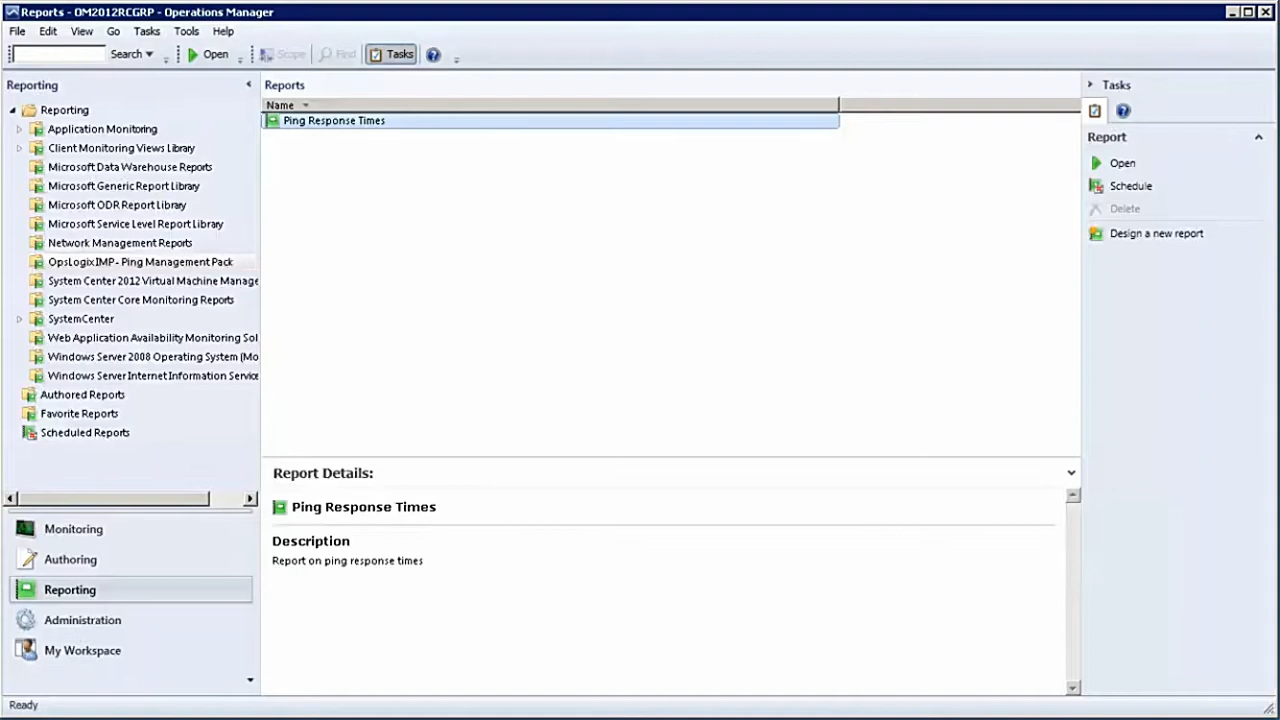 Reports - OM2012RCGRP - Operations Manager
File Edit View Go Tasks Tools Help
Search Open Scope Find Tasks
Reporting
Reporting
Application Monitoring
Client Monitoring Views Library
Microsoft Data Warehouse Reports
Microsoft Generic Report Library
Microsoft ODR Report Library
Microsoft Service Level Report Library
Network Management Reports
OpsLogix IMP - Ping Management Pack
System Center 2012 Virtual Machine Manage
System Center Core Monitoring Reports
SystemCenter
Web Application Availability Monitoring Sol
Windows Server 2008 Operating System (Mo
Windows Server Internet Information Service
Authored Reports
Favorite Reports
Scheduled Reports
Monitoring
Authoring
Reporting
Administration
My Workspace
Reports
Name
Ping Response Times
Report Details:
Ping Response Times
Description
Report on ping response times
Tasks
Report
Open
Schedule
Delete
Design a new report
Ready